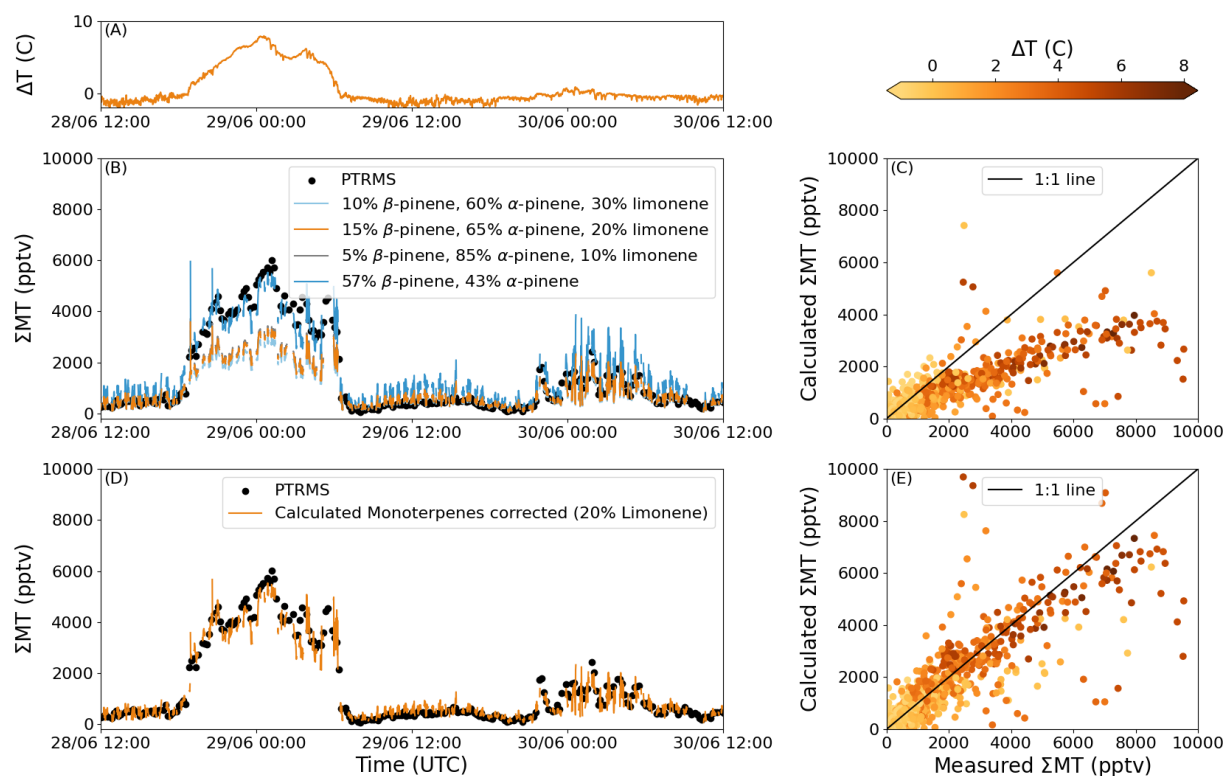 (A)
ΔT (C)
10
0
28/06 12:00 29/06 00:00 29/06 12:00 30/06 00:00 30/06 12:00
ΔT (C)
0 2 4 6 8
(B)
ΣMT (pptv)
10000
8000
6000
4000
2000
0
PTRMS
10% β-pinene, 60% α-pinene, 30% limonene
15% β-pinene, 65% α-pinene, 20% limonene
5% β-pinene, 85% α-pinene, 10% limonene
57% β-pinene, 43% α-pinene
28/06 12:00 29/06 00:00 29/06 12:00 30/06 00:00 30/06 12:00
(C)
1:1 line
Calculated ΣMT (pptv)
10000
8000
6000
4000
2000
0
0 2000 4000 6000 8000 10000
(D)
ΣMT (pptv)
10000
8000
6000
4000
2000
0
PTRMS
Calculated Monoterpenes corrected (20% Limonene)
28/06 12:00 29/06 00:00 29/06 12:00 30/06 00:00 30/06 12:00
Time (UTC)
(E)
1:1 line
Calculated ΣMT (pptv)
10000
8000
6000
4000
2000
0
0 2000 4000 6000 8000 10000
Measured ΣMT (pptv)